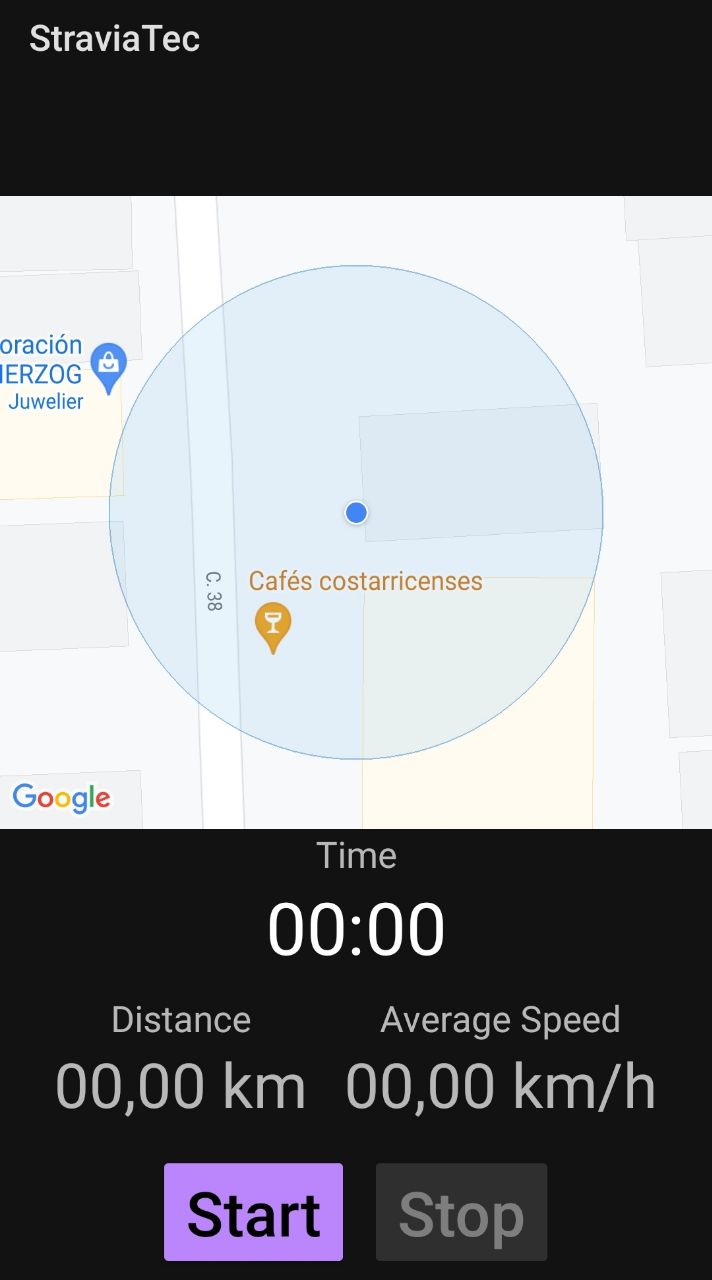 StraviaTec
oración
HERZOG
Juwelier
C. 38
Cafés costarricenses
Google
Time
00:00
Distance
Average Speed
00,00 km
00,00 km/h
Start
Stop